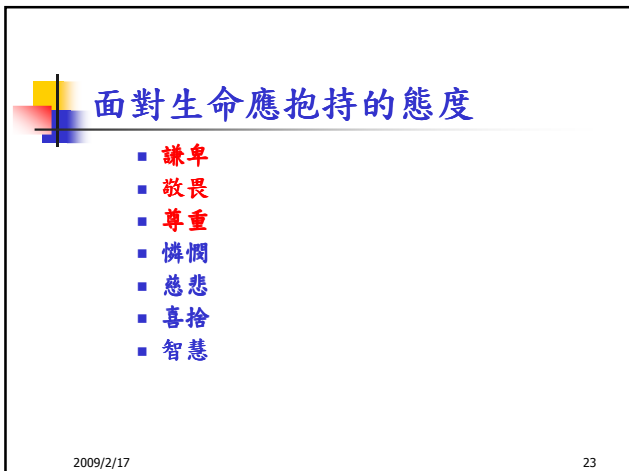 面對生命應抱持的態度
謙卑
敬畏
尊重
憐憫
慈悲
喜捨
智慧
2009/2/17
23